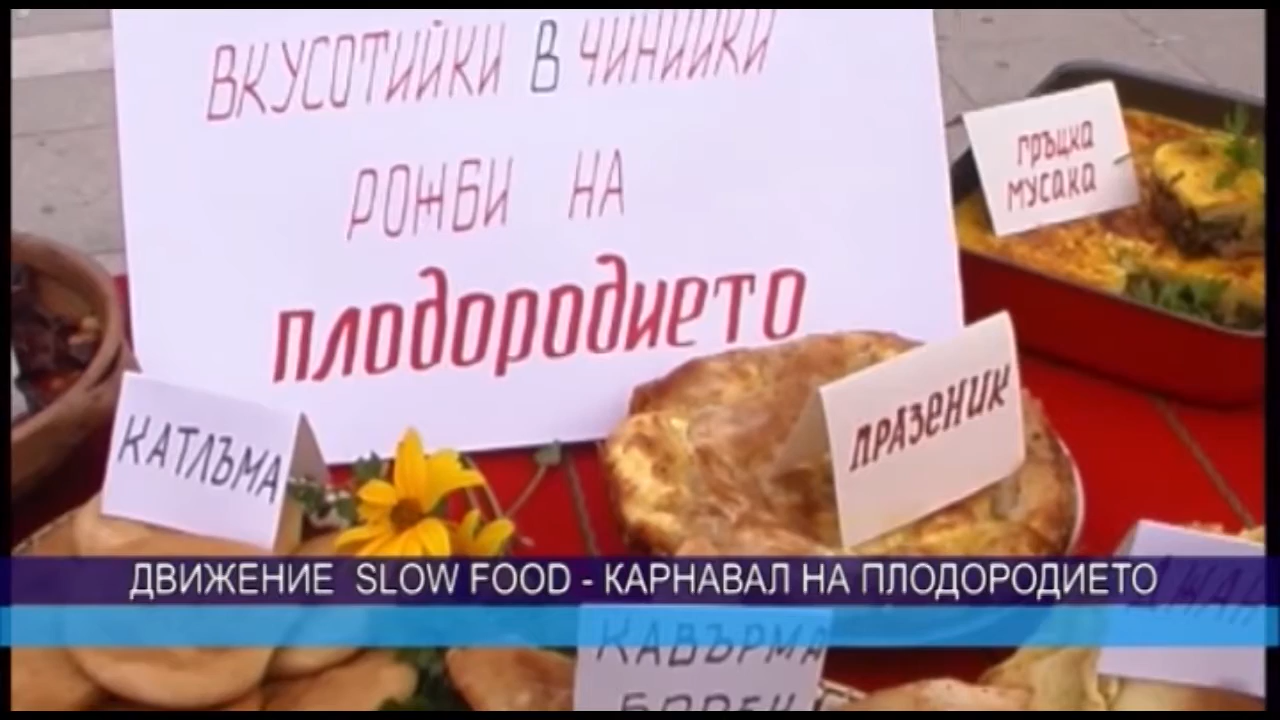 ВКУСОТИЙКИ В ЧИНИЙКИ
РОЖБИ НА
ПЛОДОРОДИЕТО
ГРЪЦКА
МУСАКА
КАТЛЪМА
ПРАЗЕНИК
ДВИЖЕНИЕ SLOW FOOD - КАРНАВАЛ НА ПЛОДОРОДИЕТО
КАВЪРМА